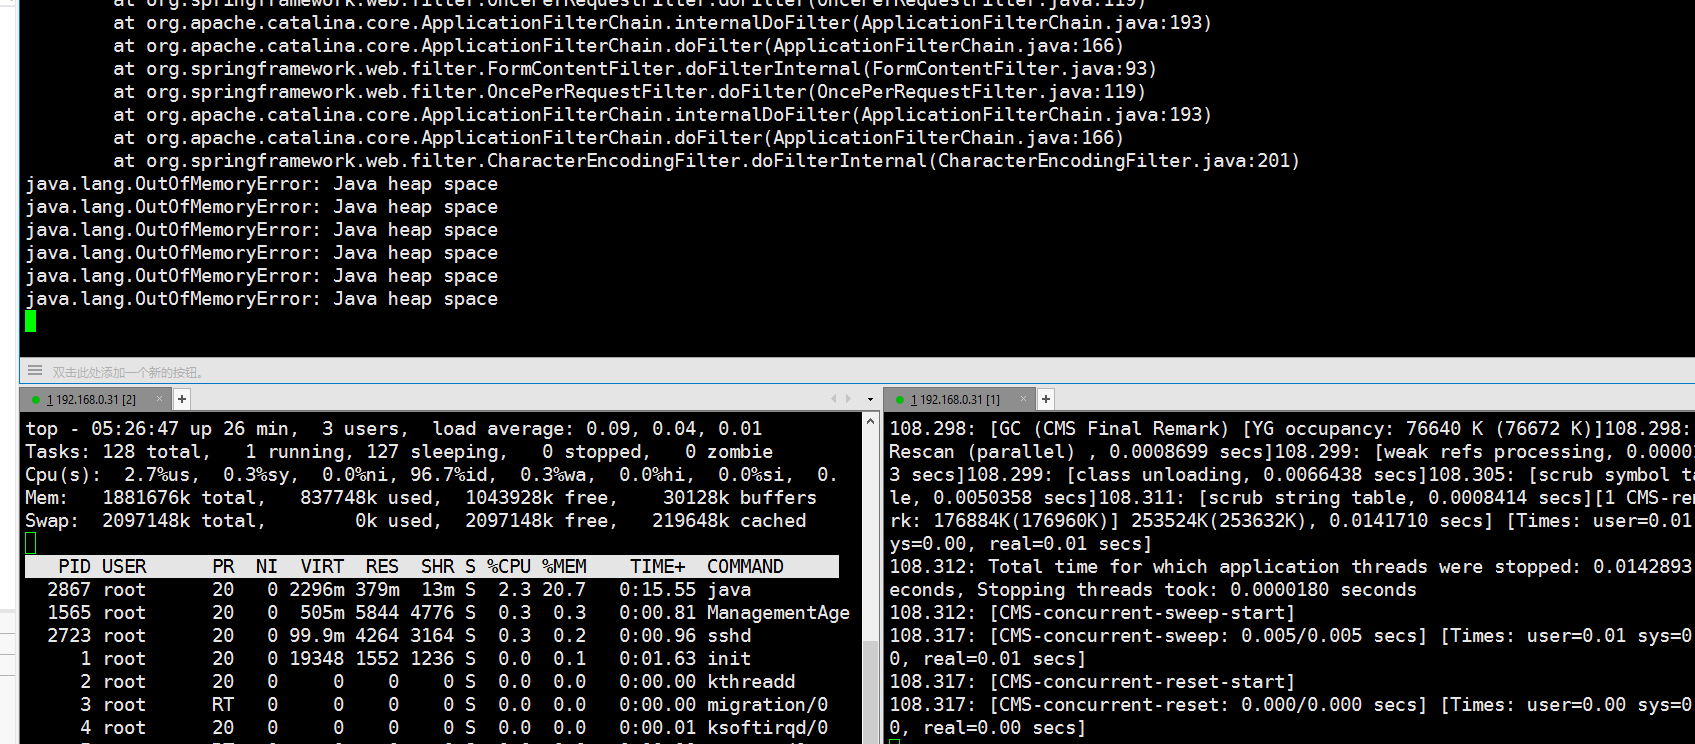 at org.springframework.web.filter.OncePerRequestFilter.doFilter(OncePerRequestFilter.java:119)
at org.apache.catalina.core.ApplicationFilterChain.internalDoFilter(ApplicationFilterChain.java:193)
at org.apache.catalina.core.ApplicationFilterChain.doFilter(ApplicationFilterChain.java:166)
at org.springframework.web.filter.FormContentFilter.doFilterInternal(FormContentFilter.java:93)
at org.springframework.web.filter.OncePerRequestFilter.doFilter(OncePerRequestFilter.java:119)
at org.apache.catalina.core.ApplicationFilterChain.internalDoFilter(ApplicationFilterChain.java:193)
at org.apache.catalina.core.ApplicationFilterChain.doFilter(ApplicationFilterChain.java:166)
at org.springframework.web.filter.CharacterEncodingFilter.doFilterInternal(CharacterEncodingFilter.java:201)
java.lang.OutOfMemoryError: Java heap space
java.lang.OutOfMemoryError: Java heap space
java.lang.OutOfMemoryError: Java heap space
java.lang.OutOfMemoryError: Java heap space
java.lang.OutOfMemoryError: Java heap space
java.lang.OutOfMemoryError: Java heap space
双击此处添加一个新的按钮。
1 192.168.0.31 [2]
top - 05:26:47 up 26 min,  3 users,  load average: 0.09, 0.04, 0.01
Tasks: 128 total,   1 running, 127 sleeping,   0 stopped,   0 zombie
Cpu(s):  2.7%us,  0.3%sy,  0.0%ni, 96.7%id,  0.3%wa,  0.0%hi,  0.0%si,  0.
Mem:   1881676k total,   837748k used,  1043928k free,    30128k buffers
Swap:  2097148k total,        0k used,  2097148k free,   219648k cached
PID USER      PR  NI  VIRT  RES  SHR S %CPU %MEM    TIME+  COMMAND
2867 root      20   0 2296m 379m  13m S  2.3 20.7   0:15.55 java
1565 root      20   0  505m 5844 4776 S  0.3  0.3   0:00.81 ManagementAge
2723 root      20   0 99.9m 4264 3164 S  0.3  0.2   0:00.96 sshd
1 root      20   0 19348 1552 1236 S  0.0  0.1   0:01.63 init
2 root      20   0     0    0    0 S  0.0  0.0   0:00.00 kthreadd
3 root      RT   0     0    0    0 S  0.0  0.0   0:00.00 migration/0
4 root      20   0     0    0    0 S  0.0  0.0   0:00.01 ksoftirqd/0
1 192.168.0.31 [1]
108.298: [GC (CMS Final Remark) [YG occupancy: 76640 K (76672 K)]108.298:
Rescan (parallel) , 0.0008699 secs]108.299: [weak refs processing, 0.0000
3 secs]108.299: [class unloading, 0.0066438 secs]108.305: [scrub symbol ta
le, 0.0050358 secs]108.311: [scrub string table, 0.0008414 secs][1 CMS-rem
rk: 176884K(176960K)] 253524K(253632K), 0.0141710 secs] [Times: user=0.01
ys=0.00, real=0.01 secs]
108.312: Total time for which application threads were stopped: 0.0142893
econds, Stopping threads took: 0.0000180 seconds
108.312: [CMS-concurrent-sweep-start]
108.317: [CMS-concurrent-sweep: 0.005/0.005 secs] [Times: user=0.01 sys=0
0, real=0.01 secs]
108.317: [CMS-concurrent-reset-start]
108.317: [CMS-concurrent-reset: 0.000/0.000 secs] [Times: user=0.00 sys=0
0, real=0.00 secs]